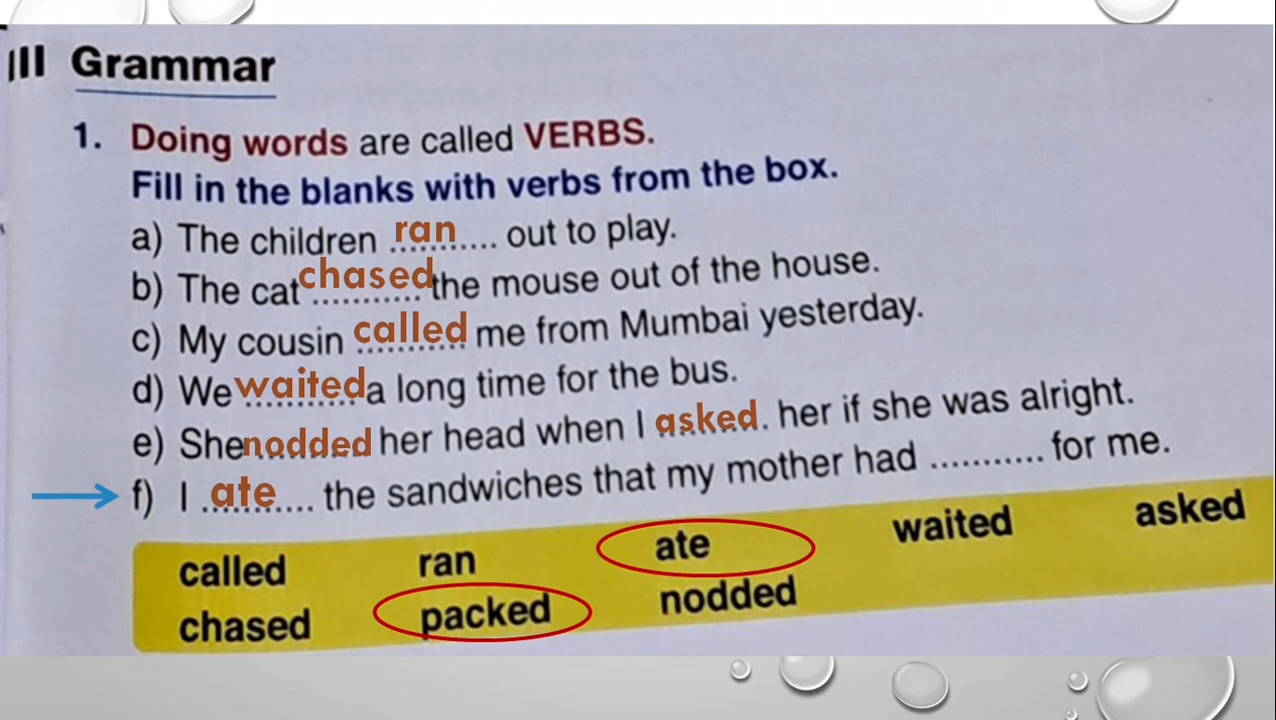 III Grammar
1. Doing words are called VERBS.
Fill in the blanks with verbs from the box.
a) The children ran out to play.
b) The cat chased the mouse out of the house.
c) My cousin called me from Mumbai yesterday.
d) We waited a long time for the bus.
e) She nodded her head when I asked. her if she was alright.
f) I ate.... the sandwiches that my mother had ........... for me.
called ran ate waited asked
chased packed nodded